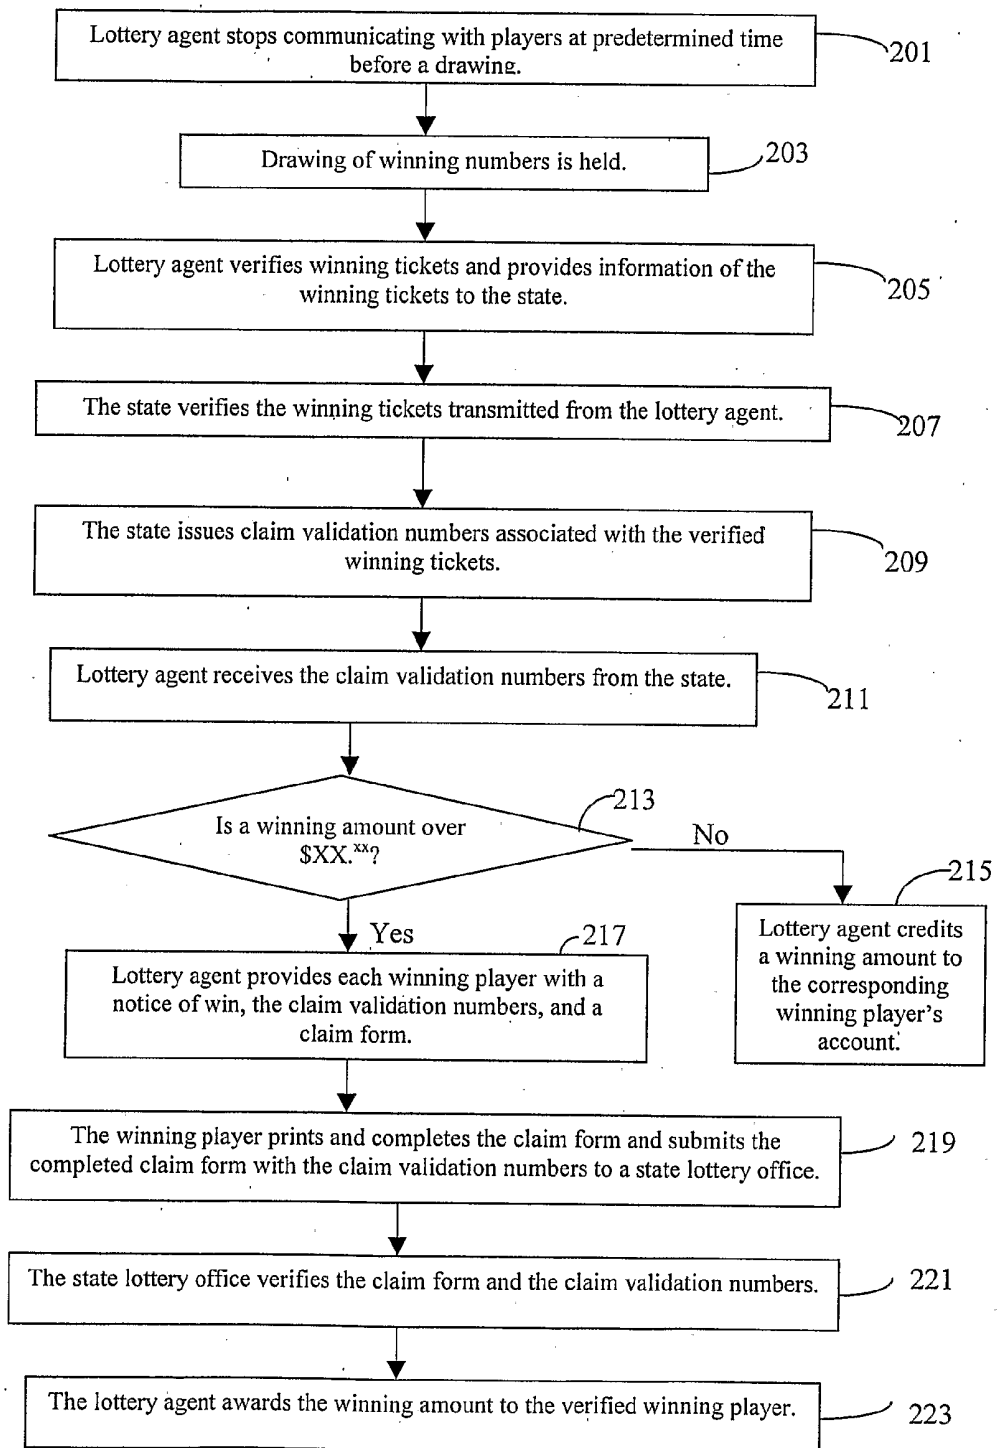 Lottery agent stops communicating with players at predetermined time
before a drawing.
201
Drawing of winning numbers is held.
203
Lottery agent verifies winning tickets and provides information of the
winning tickets to the state.
205
The state verifies the winning tickets transmitted from the lottery agent.
207
The state issues claim validation numbers associated with the verified
winning tickets.
209
Lottery agent receives the claim validation numbers from the state.
211
213
Is a winning amount over
$XX.xx?
No
215
Lottery agent credits
a winning amount to
the corresponding
winning player's
account.
Yes
217
Lottery agent provides each winning player with a
notice of win, the claim validation numbers, and a
claim form.
The winning player prints and completes the claim form and submits the
completed claim form with the claim validation numbers to a state lottery office.
219
The state lottery office verifies the claim form and the claim validation numbers.
221
The lottery agent awards the winning amount to the verified winning player.
223